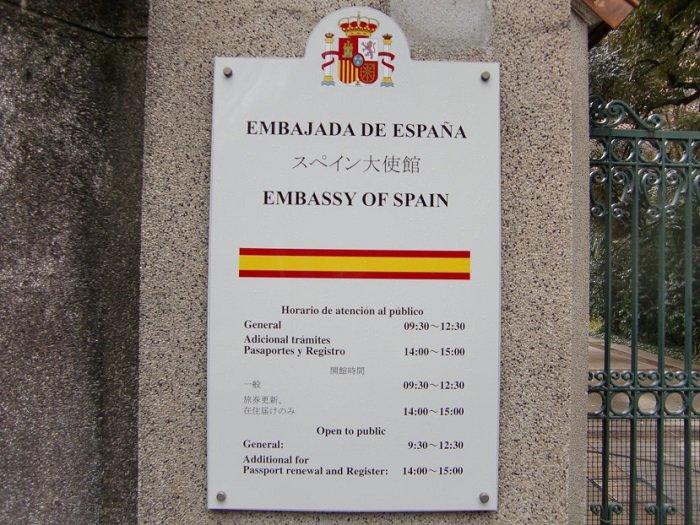 EMBAJADA DE ESPAÑA
スペイン大使館
EMBASSY OF SPAIN
Horario de atención al público
General 09:30～12:30
Adicional trámites
Pasaportes y Registro 14:00～15:00
開館時間
一般 09:30～12:30
旅券更新、
在住届けのみ 14:00～15:00
Open to public
General: 9:30～12:30
Additional for
Passport renewal and Register: 14:00～15:00